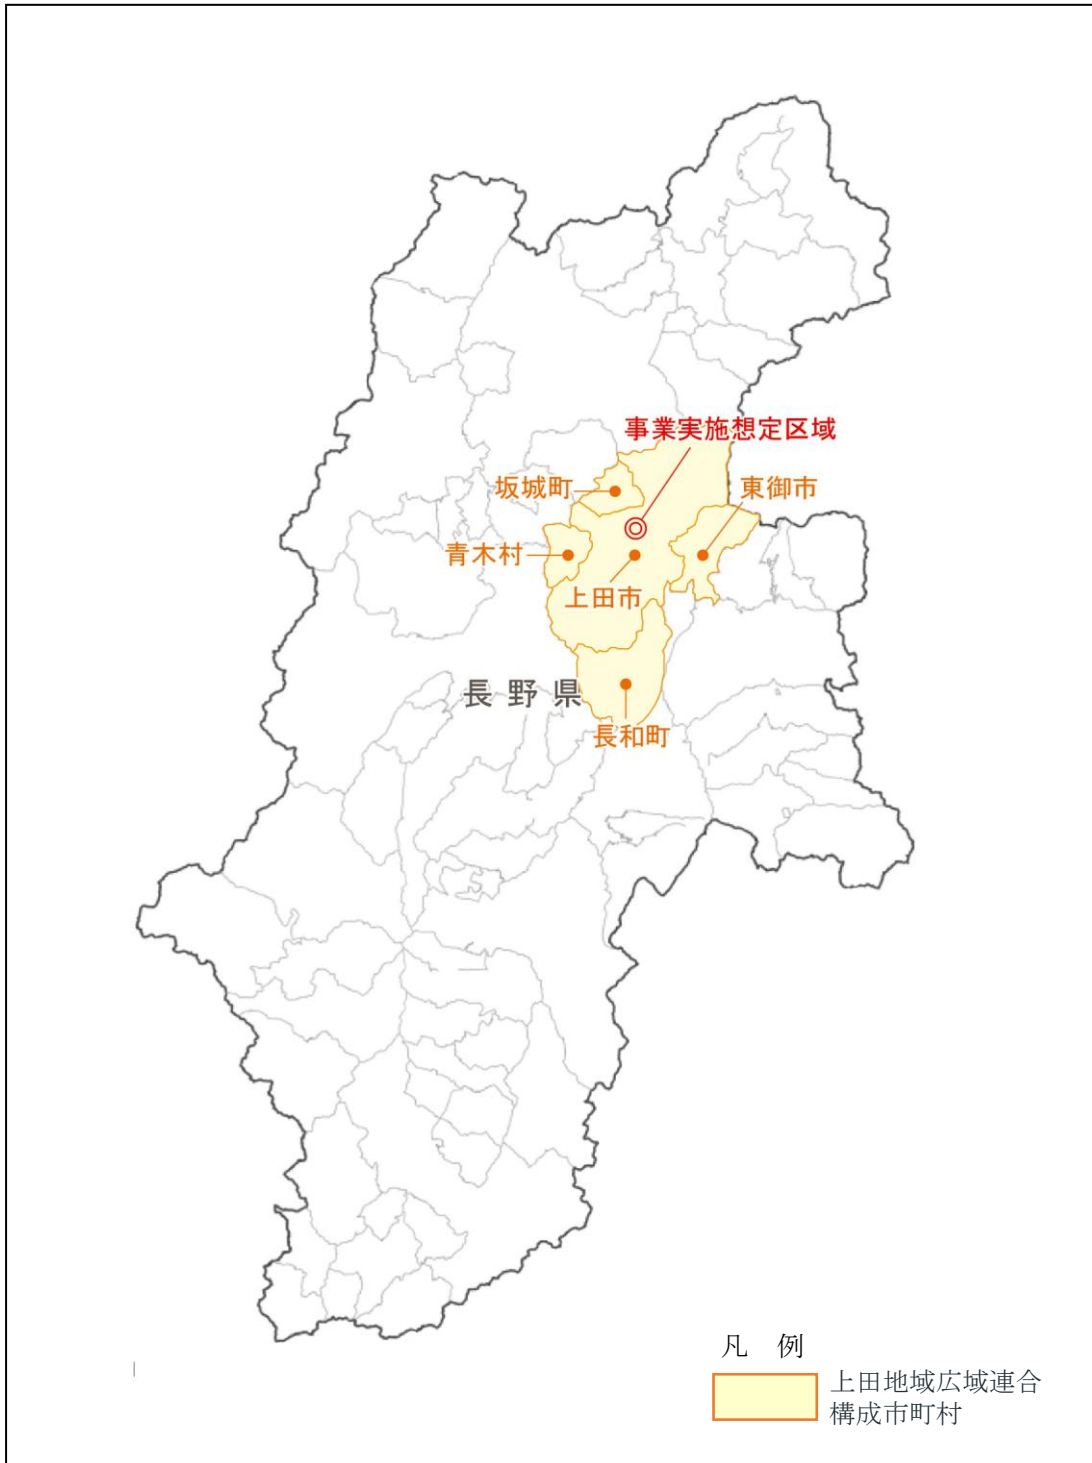 事業実施想定区域
坂城町
東御市
青木村
上田市
長野県
長和町
凡 例
上田地域広域連合
構成市町村